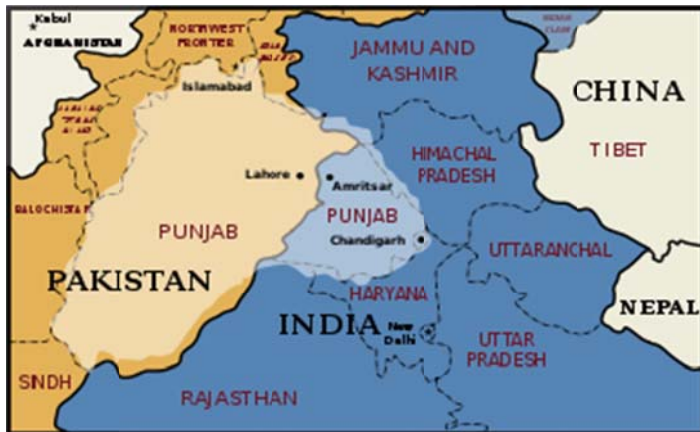 Kabul
AFGHANISTAN
NORTHWEST
FRONTIER
Islamabad
JAMMU AND
KASHMIR
CHINA
TIBET
HIMACHAL
PRADESH
Lahore
Amritsar
PUNJAB
Chandigarh
PUNJAB
UTTARANCHAL
PAKISTAN
HARYANA
NEPAL
INDIA
New
Delhi
UTTAR
PRADESH
SINDH
RAJASTHAN